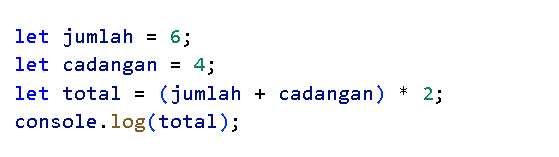 let jumlah = 6;
let cadangan = 4;
let total = (jumlah + cadangan) * 2;
console.log(total);